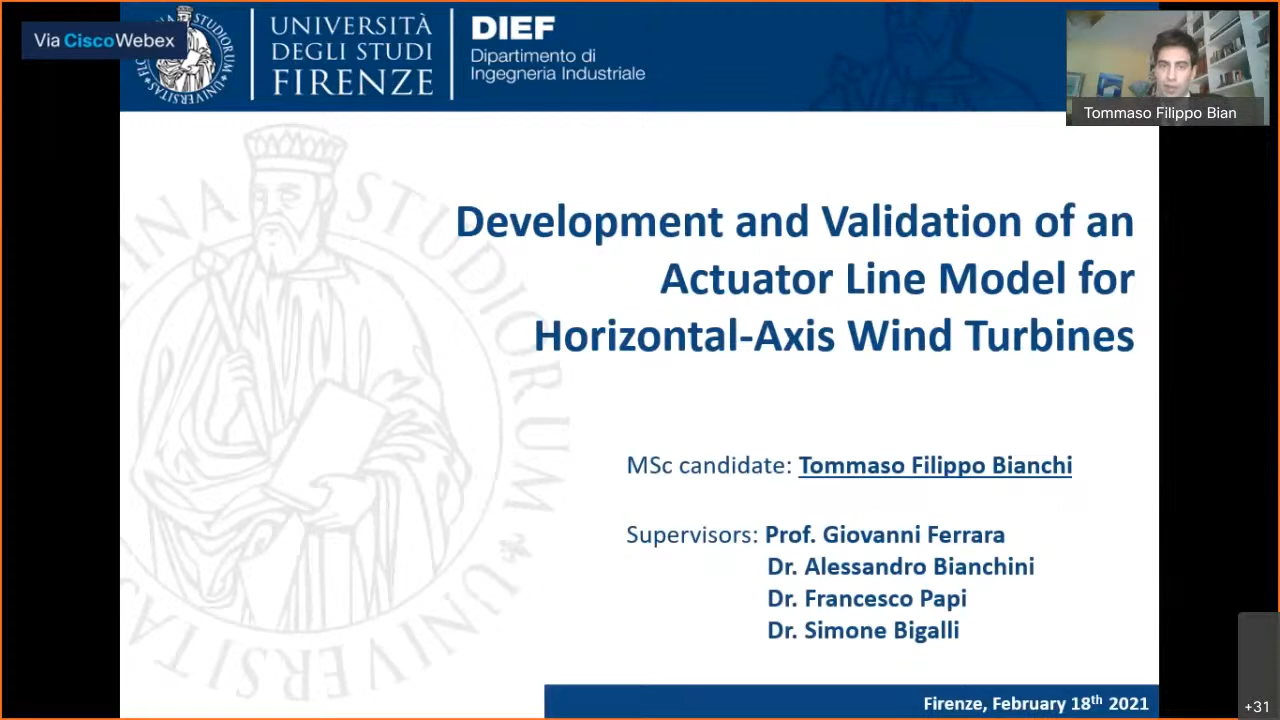 Via CiscoWebex
UNIVERSITÀ
DEGLI STUDI
FIRENZE
DIEF
Dipartimento di
Ingegneria Industriale
Tommaso Filippo Bian
Development and Validation of an
Actuator Line Model for
Horizontal-Axis Wind Turbines
MSc candidate: Tommaso Filippo Bianchi
Supervisors: Prof. Giovanni Ferrara
Dr. Alessandro Bianchini
Dr. Francesco Papi
Dr. Simone Bigalli
Firenze, February 18th 2021
+31